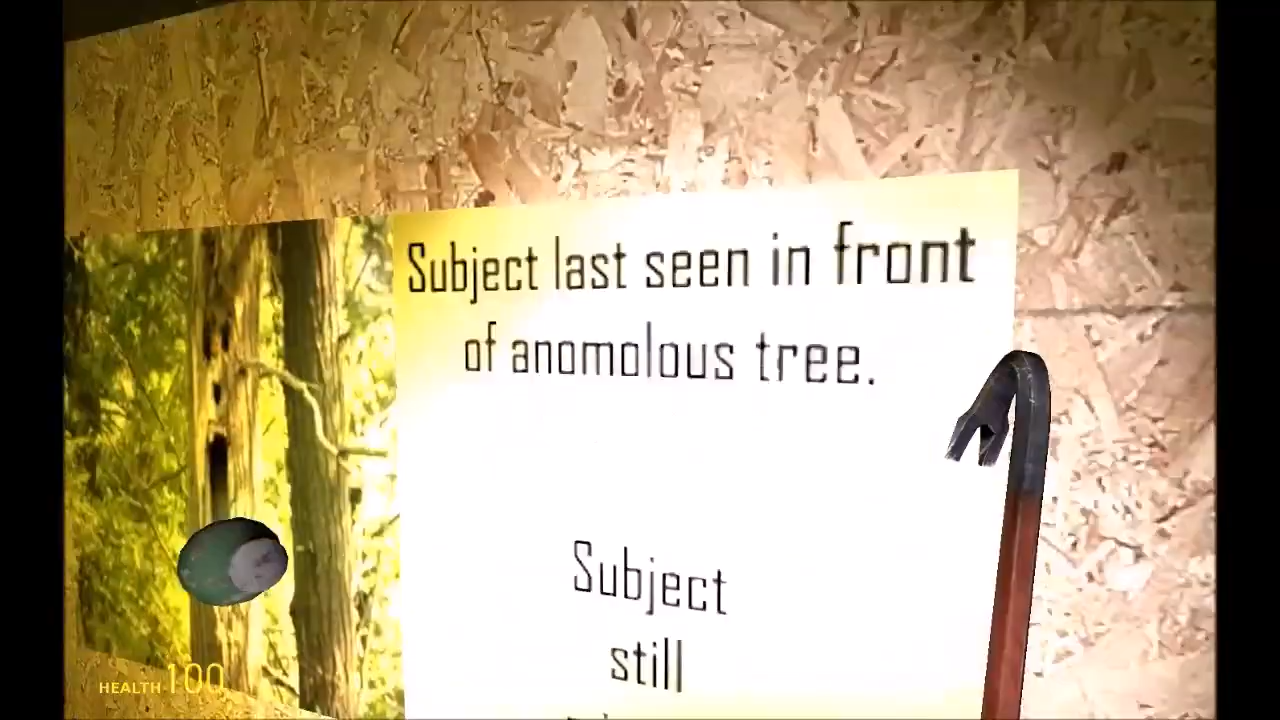 Subject last seen in front
of anomolous tree.
Subject
still
HEALTH 100